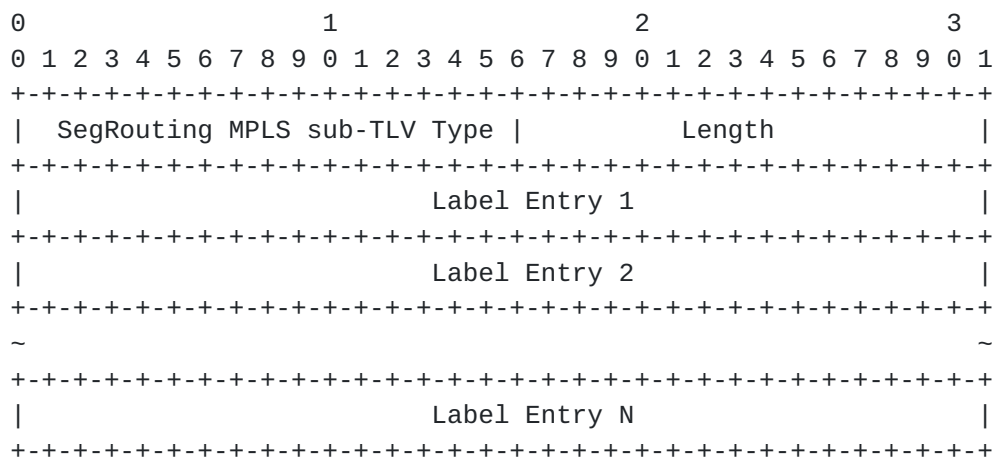 0                   1                   2                   3
0 1 2 3 4 5 6 7 8 9 0 1 2 3 4 5 6 7 8 9 0 1 2 3 4 5 6 7 8 9 0 1
+-+-+-+-+-+-+-+-+-+-+-+-+-+-+-+-+-+-+-+-+-+-+-+-+-+-+-+-+-+-+-+-+
|  SegRouting MPLS sub-TLV Type |          Length             |
+-+-+-+-+-+-+-+-+-+-+-+-+-+-+-+-+-+-+-+-+-+-+-+-+-+-+-+-+-+-+-+-+
|                          Label Entry 1                      |
+-+-+-+-+-+-+-+-+-+-+-+-+-+-+-+-+-+-+-+-+-+-+-+-+-+-+-+-+-+-+-+-+
|                          Label Entry 2                      |
+-+-+-+-+-+-+-+-+-+-+-+-+-+-+-+-+-+-+-+-+-+-+-+-+-+-+-+-+-+-+-+-+
~                                                             ~
+-+-+-+-+-+-+-+-+-+-+-+-+-+-+-+-+-+-+-+-+-+-+-+-+-+-+-+-+-+-+-+-+
|                          Label Entry N                      |
+-+-+-+-+-+-+-+-+-+-+-+-+-+-+-+-+-+-+-+-+-+-+-+-+-+-+-+-+-+-+-+-+